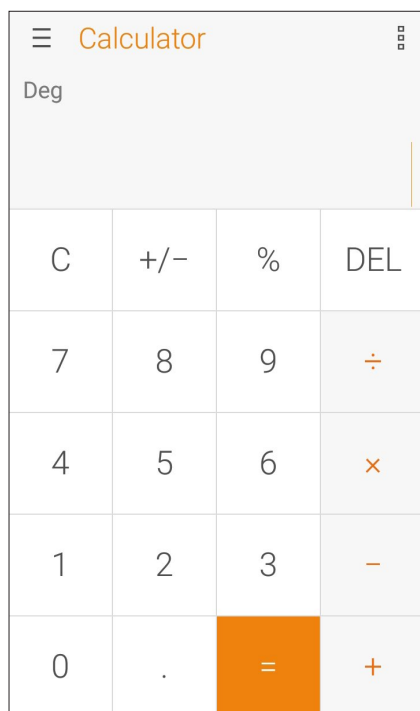 Calculator
Deg
C +/− % DEL
7 8 9 ÷
4 5 6 ×
1 2 3 −
0 . = +